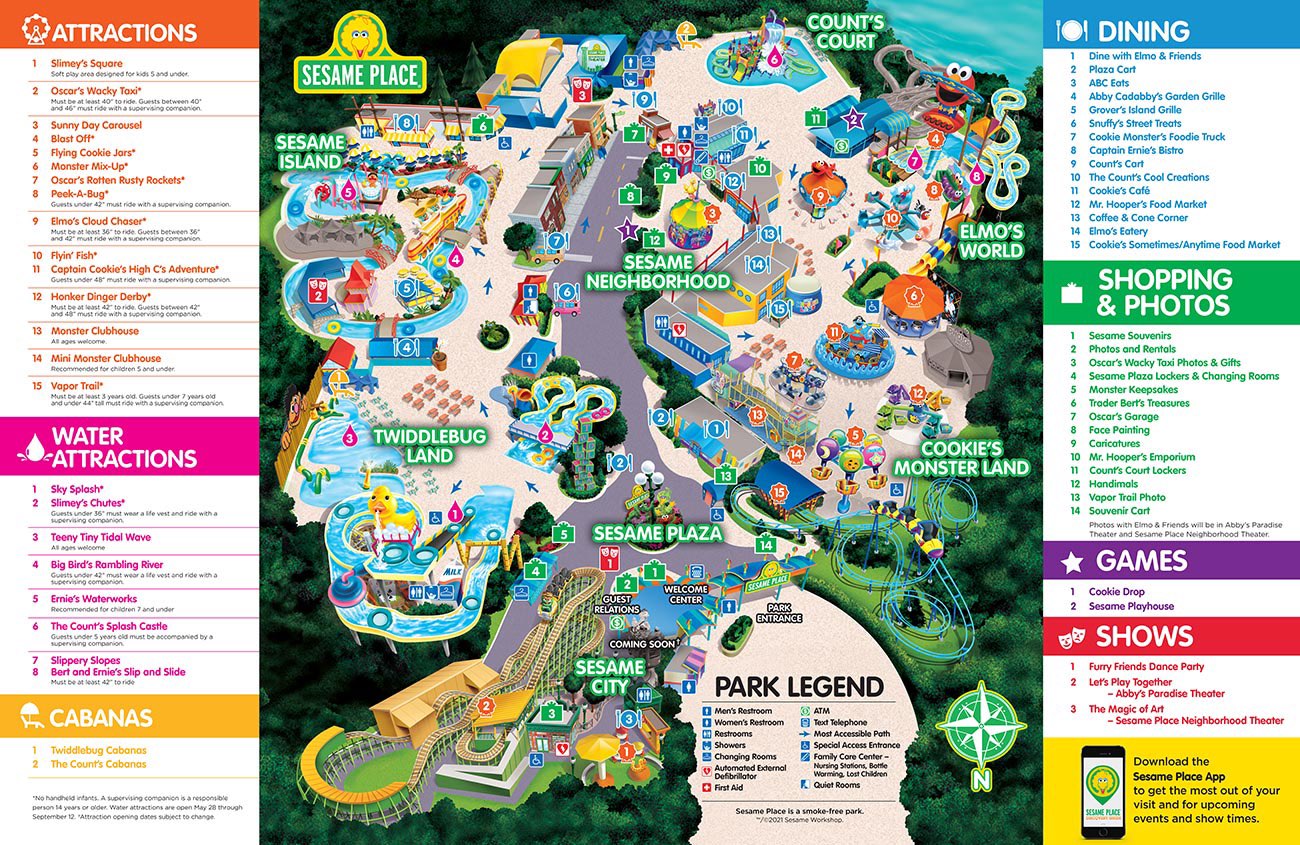 ATTRACTIONS
1 Slimey's Square
Soft play area designed for kids 5 and under.
2 Oscar's Wacky Taxi*
Must be at least 40" to ride. Guests between 40"
and 46" must ride with a supervising companion.
3 Sunny Day Carousel
4 Blast Off*
5 Flying Cookie Jars*
6 Monster Mix-Up*
7 Oscar's Rotten Rusty Rockets*
8 Peek-A-Bug*
Guests under 42" must ride with a supervising companion.
9 Elmo's Cloud Chaser*
Must be at least 36" to ride. Guests between 36"
and 42" must ride with a supervising companion.
10 Flyin' Fish*
11 Captain Cookie's High C's Adventure*
Guests under 48" must ride with a supervising companion.
12 Honker Dinger Derby*
Must be at least 42" to ride. Guests between 42"
and 48" must ride with a supervising companion.
13 Monster Clubhouse
All ages welcome.
14 Mini Monster Clubhouse
Recommended for children 5 and under.
15 Vapor Trail*
Must be at least 3 years old. Guests under 7 years old
and under 44" tall must ride with a supervising companion.
WATER
ATTRACTIONS
1 Sky Splash*
2 Slimey's Chutes*
Guests under 36" must wear a life vest and ride with a
supervising companion.
3 Teeny Tiny Tidal Wave
All ages welcome
4 Big Bird's Rambling River
Guests under 42" must wear a life vest and ride with a
supervising companion.
5 Ernie's Waterworks
Recommended for children 7 and under
6 The Count's Splash Castle
Guests under 5 years old must be accompanied by a
supervising companion.
7 Slippery Slopes
8 Bert and Ernie's Slip and Slide
Must be at least 42" to ride
CABANAS
1 Twiddlebug Cabanas
2 The Count's Cabanas
*No handheld infants. A supervising companion is a responsible
person 14 years or older. Water attractions are open May 28 through
September 12. *Attraction opening dates subject to change.
SESAME PLACE
COUNT'S
COURT
SESAME
ISLAND
ELMO'S
WORLD
SESAME
NEIGHBORHOOD
TWIDDLEBUG
LAND
COOKIE'S
MONSTER LAND
SESAME PLAZA
MILK
GUEST
RELATIONS
WELCOME
CENTER
SESAME PLACE
PARK
ENTRANCE
COMING SOON†
SESAME
CITY
PARK LEGEND
Men's Restroom
Women's Restroom
Restrooms
Showers
Changing Rooms
Automated External
Defibrillator
First Aid
ATM
Text Telephone
Most Accessible Path
Special Access Entrance
Family Care Center –
Nursing Stations, Bottle
Warming, Lost Children
Quiet Rooms
Sesame Place is a smoke-free park.
™/©2021 Sesame Workshop.
N
DINING
1 Dine with Elmo & Friends
2 Plaza Cart
3 ABC Eats
4 Abby Cadabby's Garden Grille
5 Grover's Island Grille
6 Snuffy's Street Treats
7 Cookie Monster's Foodie Truck
8 Captain Ernie's Bistro
9 Count's Cart
10 The Count's Cool Creations
11 Cookie's Café
12 Mr. Hooper's Food Market
13 Coffee & Cone Corner
14 Elmo's Eatery
15 Cookie's Sometimes/Anytime Food Market
SHOPPING
& PHOTOS
1 Sesame Souvenirs
2 Photos and Rentals
3 Oscar's Wacky Taxi Photos & Gifts
4 Sesame Plaza Lockers & Changing Rooms
5 Monster Keepsakes
6 Trader Bert's Treasures
7 Oscar's Garage
8 Face Painting
9 Caricatures
10 Mr. Hooper's Emporium
11 Count's Court Lockers
12 Handimals
13 Vapor Trail Photo
14 Souvenir Cart
Photos with Elmo & Friends will be in Abby's Paradise
Theater and Sesame Place Neighborhood Theater.
GAMES
1 Cookie Drop
2 Sesame Playhouse
SHOWS
1 Furry Friends Dance Party
2 Let's Play Together
– Abby's Paradise Theater
3 The Magic of Art
– Sesame Place Neighborhood Theater
SESAME PLACE
Download the
Sesame Place App
to get the most out of your
visit and for upcoming
events and show times.